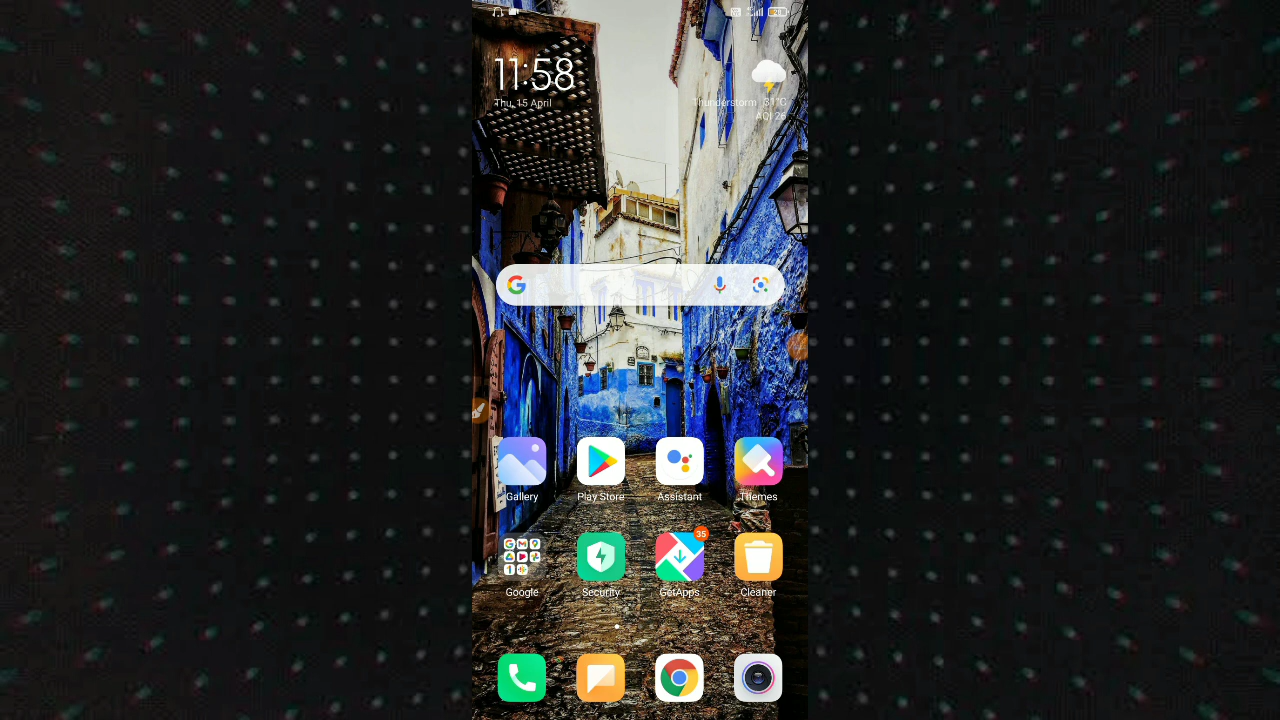 11:58
Thu, 15 April
Thunderstorm 31°C
AQI 26
Gallery
Play Store
Assistant
Themes
35
Google
Security
GetApps
Cleaner